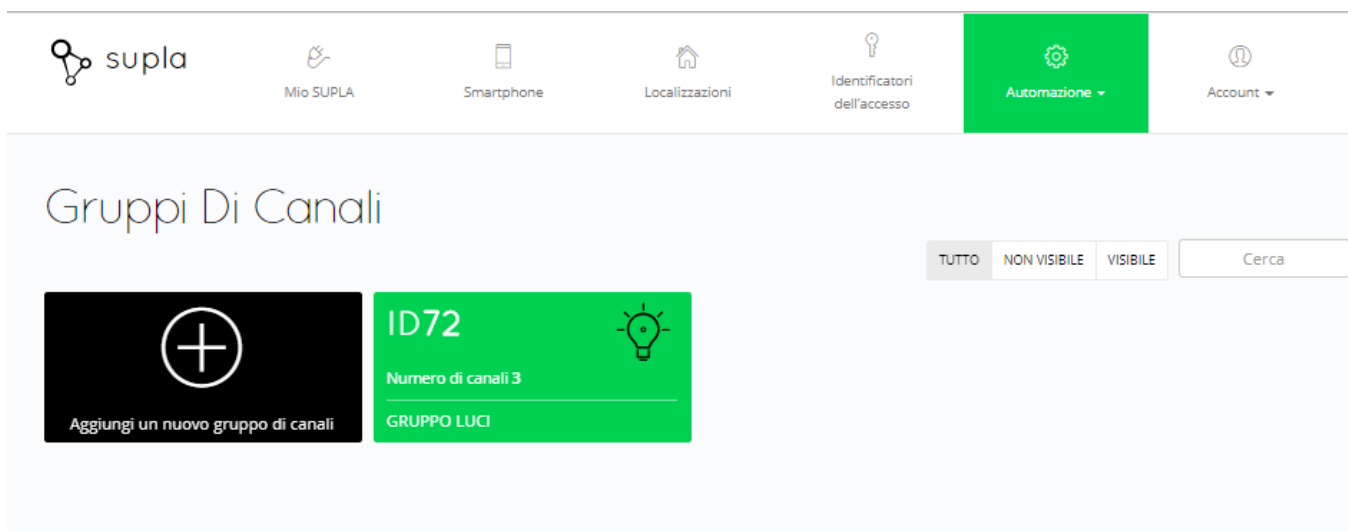 supla
Mio SUPLA
Smartphone
Localizzazioni
Identificatori
dell'accesso
Automazione
Account
Gruppi Di Canali
TUTTO
NON VISIBILE
VISIBILE
Cerca
Aggiungi un nuovo gruppo di canali
ID72
Numero di canali 3
GRUPPO LUCI